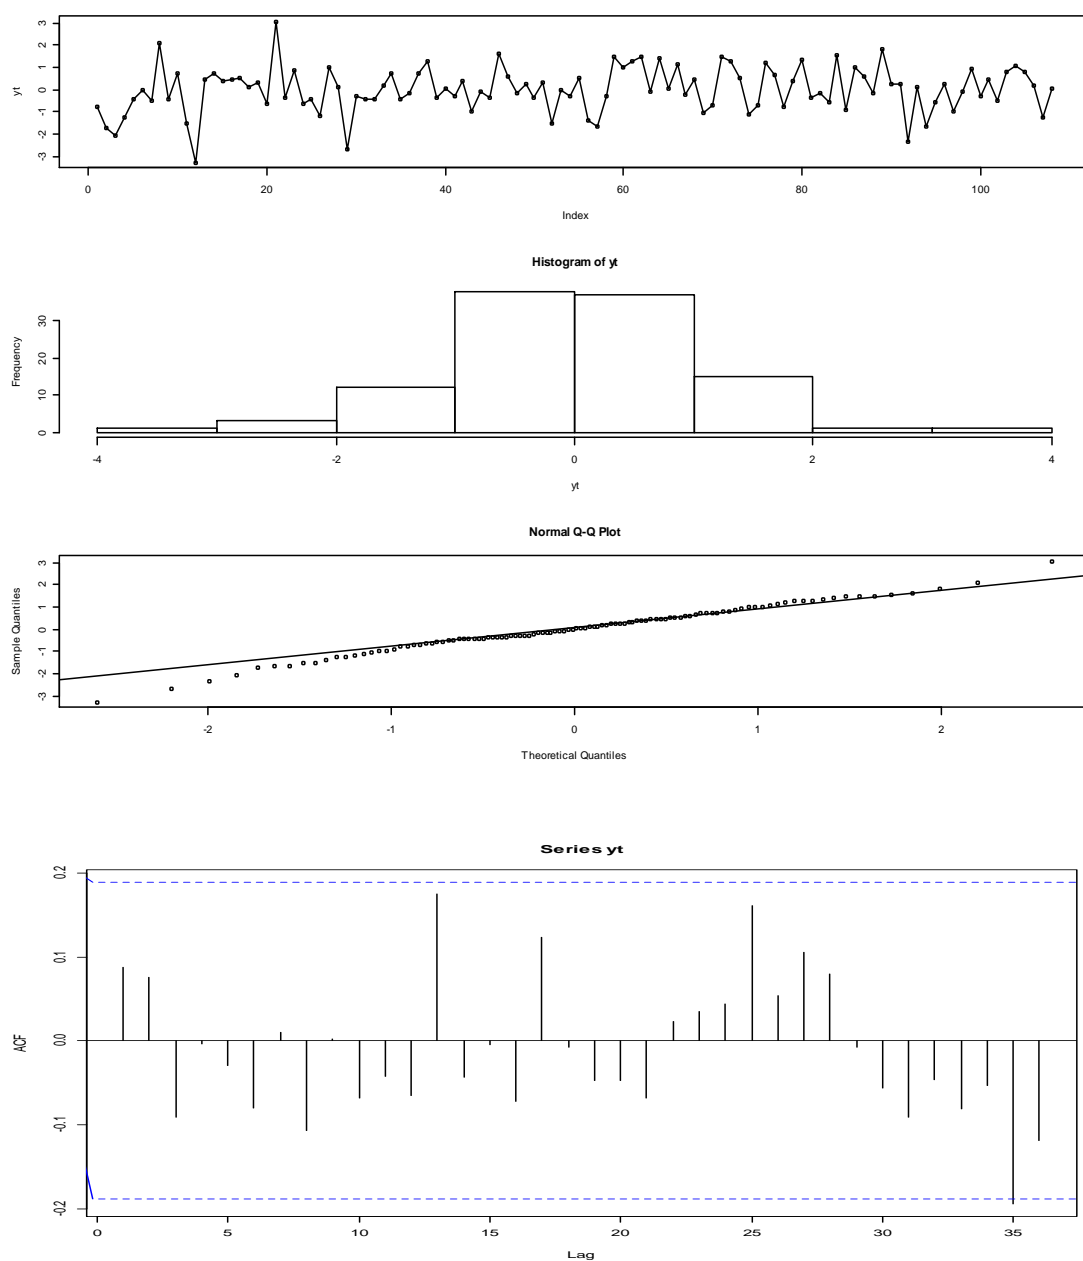 3
2
1
0
-1
-2
-3
yt
0 20 40 60 80 100
Index
Histogram of yt
30
20
10
0
Frequency
-4 -2 0 2 4
yt
Normal Q-Q Plot
3
2
1
0
-1
-2
-3
Sample Quantiles
-2 -1 0 1 2
Theoretical Quantiles
Series yt
0.2
0.1
0.0
-0.1
-0.2
ACF
0 5 10 15 20 25 30 35
Lag